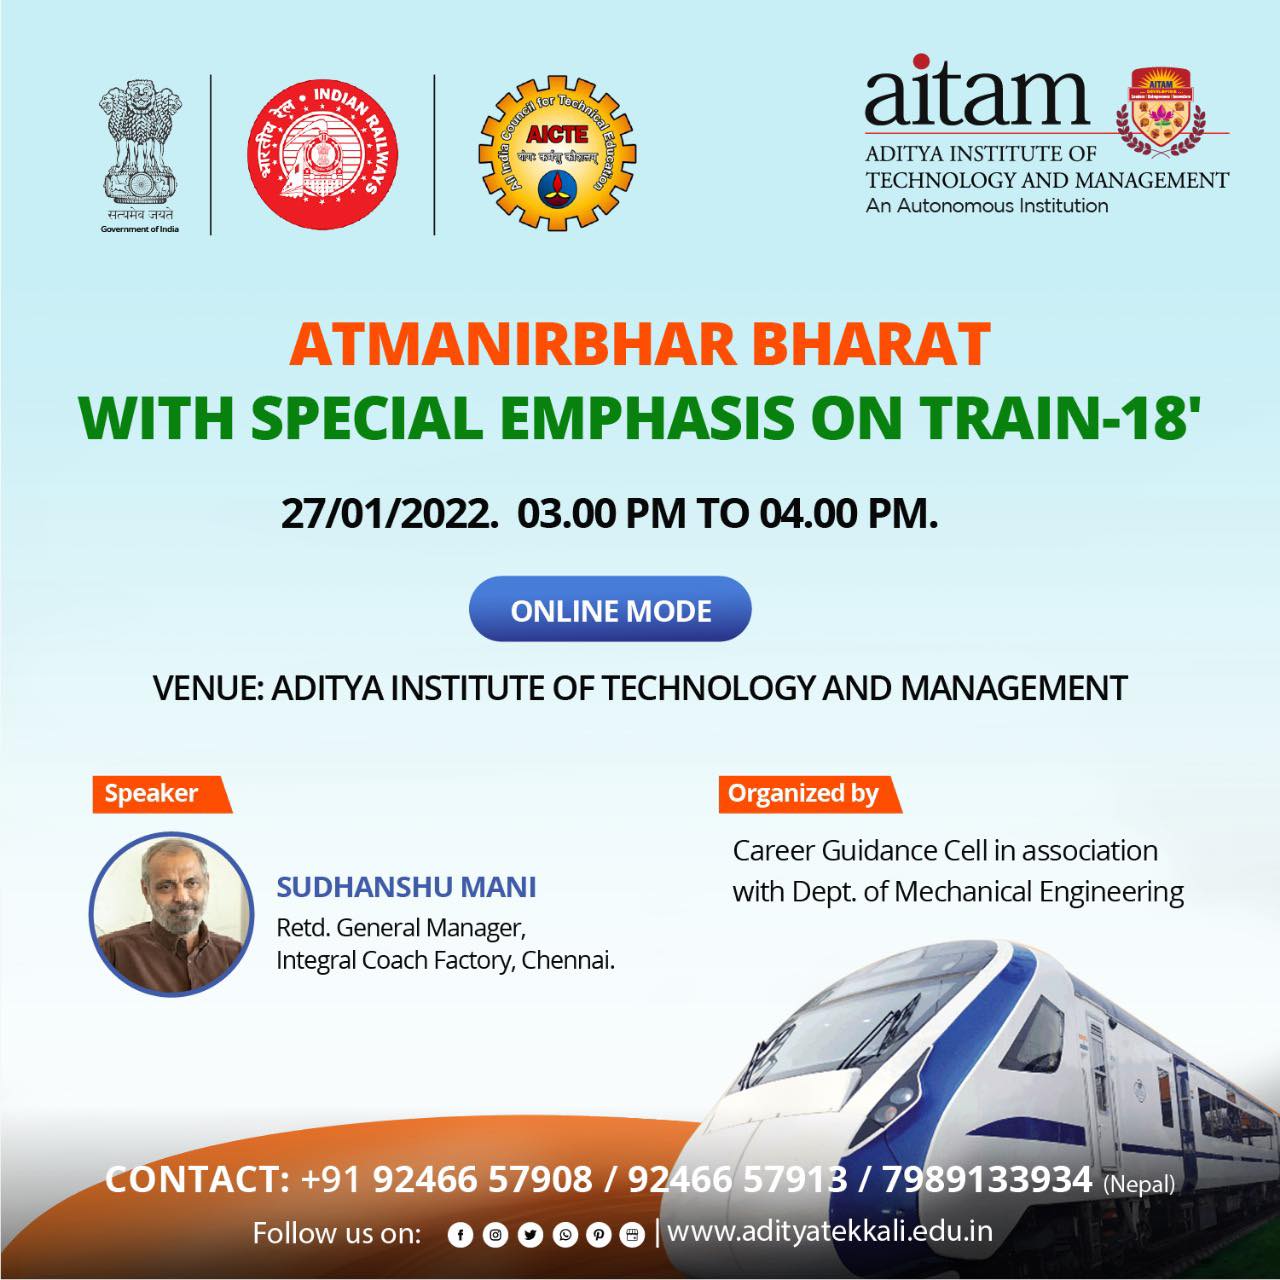 सत्यमेव जयते
Government of India
भारतीय रेल • INDIAN RAILWAYS
All India Council for Technical Education
AICTE
योगः कर्मसु कौशलम्
aitam
AITAM
ADITYA INSTITUTE OF
TECHNOLOGY AND MANAGEMENT
An Autonomous Institution
ATMANIRBHAR BHARAT
WITH SPECIAL EMPHASIS ON TRAIN-18'
27/01/2022. 03.00 PM TO 04.00 PM.
ONLINE MODE
VENUE: ADITYA INSTITUTE OF TECHNOLOGY AND MANAGEMENT
Speaker
SUDHANSHU MANI
Retd. General Manager,
Integral Coach Factory, Chennai.
Organized by
Career Guidance Cell in association
with Dept. of Mechanical Engineering
CONTACT: +91 92466 57908 / 92466 57913 / 7989133934 (Nepal)
Follow us on: | www.adityatekkali.edu.in